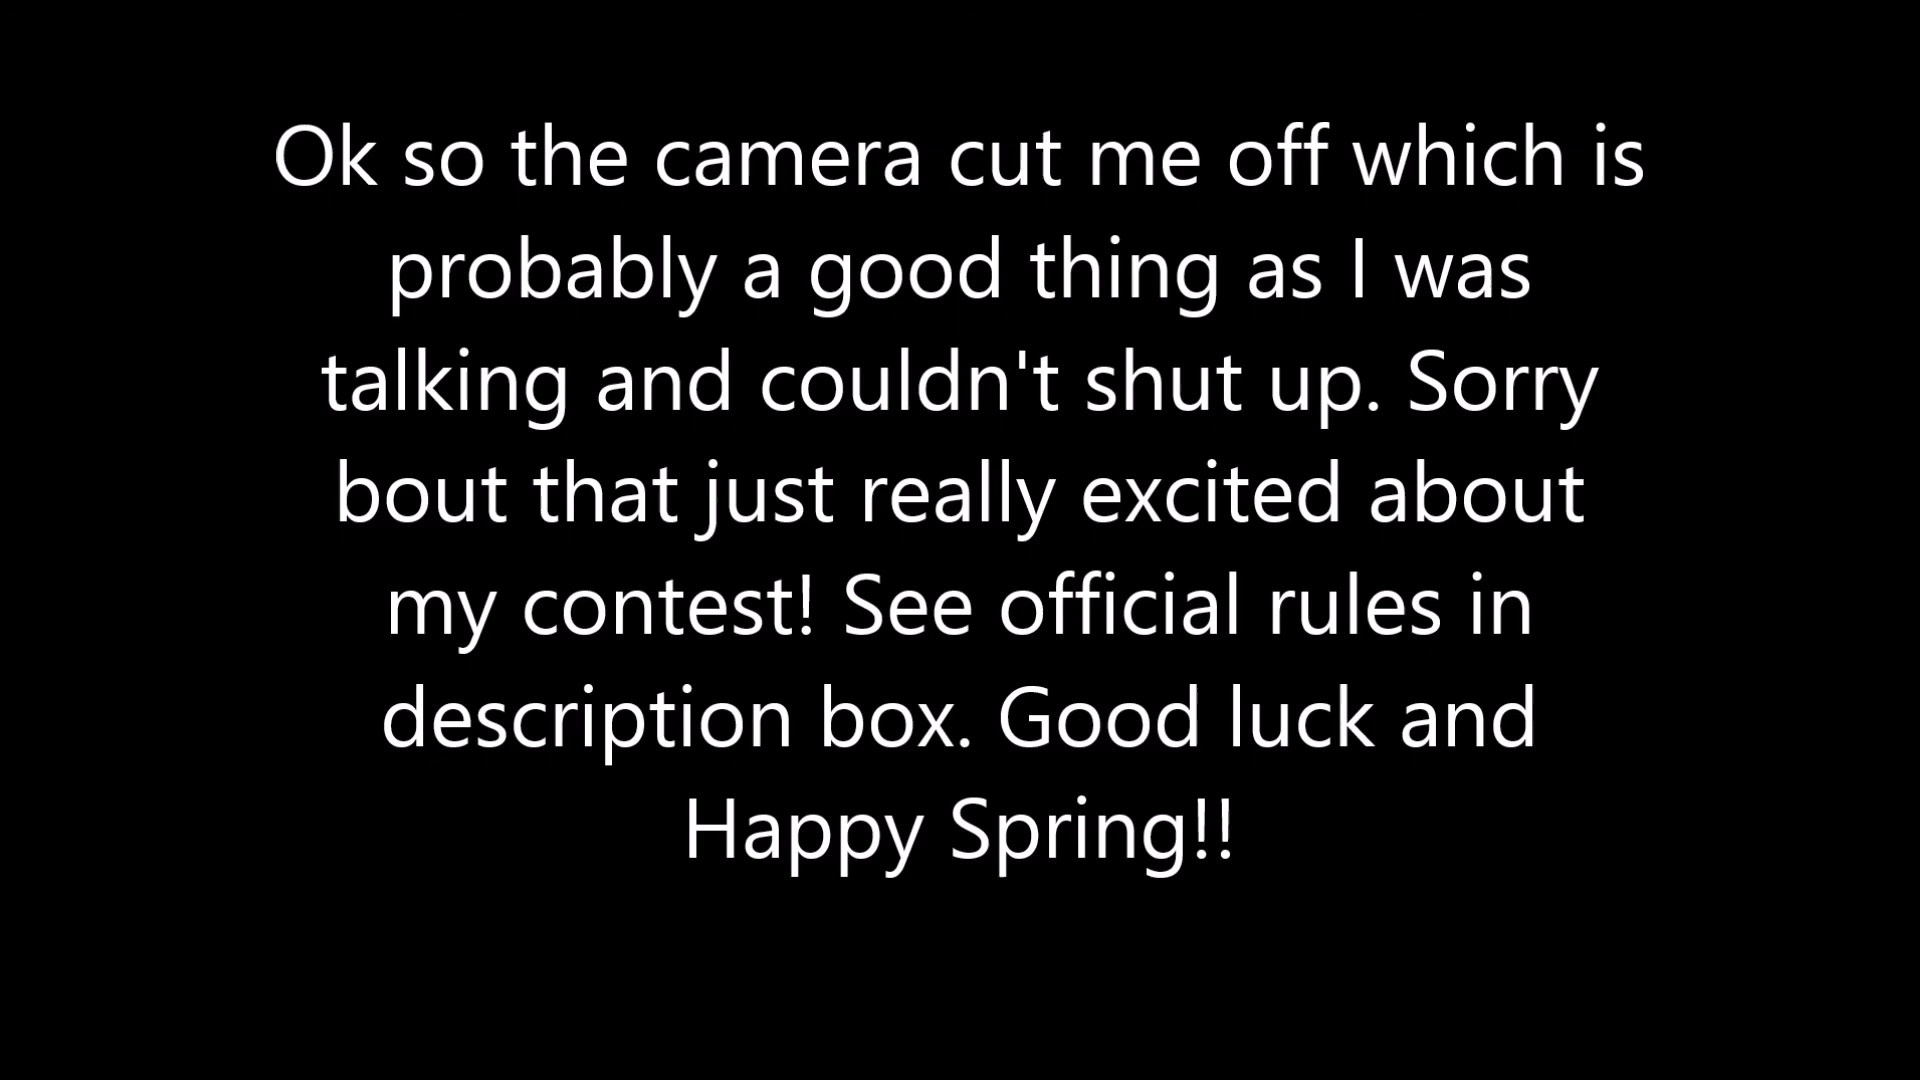 Ok so the camera cut me off which is
probably a good thing as I was
talking and couldn't shut up. Sorry
bout that just really excited about
my contest! See official rules in
description box. Good luck and
Happy Spring!!